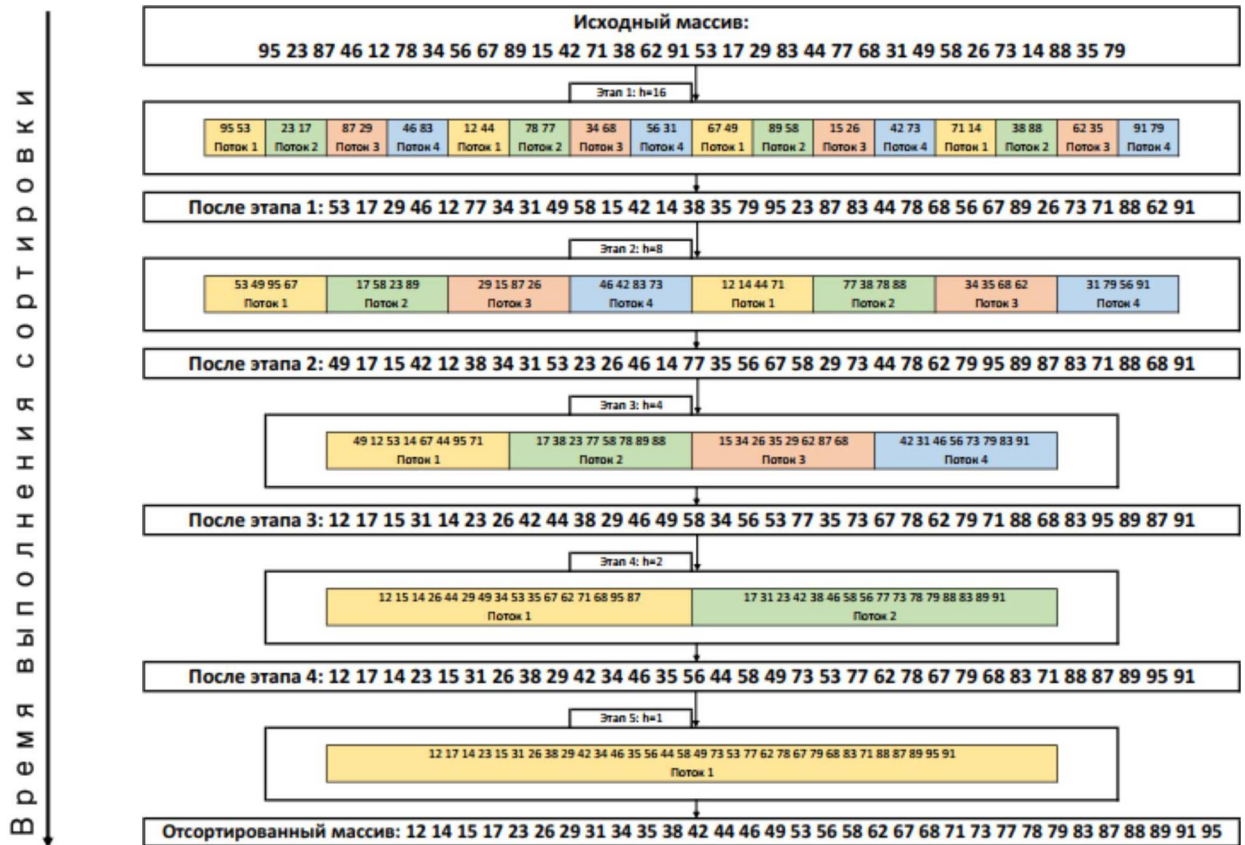 Время выполнения сортировки
Исходный массив:
95 23 87 46 12 78 34 56 67 89 15 42 71 38 62 91 53 17 29 83 44 77 68 31 49 58 26 73 14 88 35 79
Этап 1: h=16
95 53 23 17 87 29 46 83 12 44 78 77 34 68 56 31 67 49 89 58 15 26 42 73 71 14 38 88 62 35 91 79
Поток 1 Поток 2 Поток 3 Поток 4 Поток 1 Поток 2 Поток 3 Поток 4 Поток 1 Поток 2 Поток 3 Поток 4 Поток 1 Поток 2 Поток 3 Поток 4
После этапа 1: 53 17 29 46 12 77 34 31 49 58 15 42 14 38 35 79 95 23 87 83 44 78 68 56 67 89 26 73 71 88 62 91
Этап 2: h=8
53 49 95 67 17 58 23 89 29 15 87 26 46 42 83 73 12 14 44 71 77 38 78 88 34 35 68 62 31 79 56 91
Поток 1 Поток 2 Поток 3 Поток 4 Поток 1 Поток 2 Поток 3 Поток 4
После этапа 2: 49 17 15 42 12 38 34 31 53 23 26 46 14 77 35 56 67 58 29 73 44 78 62 79 95 89 87 83 71 88 68 91
Этап 3: h=4
49 12 53 14 67 44 95 71 17 38 23 77 58 78 89 88 15 34 26 35 29 62 87 68 42 31 46 56 73 79 83 91
Поток 1 Поток 2 Поток 3 Поток 4
После этапа 3: 12 17 15 31 14 23 26 42 44 38 29 46 49 58 34 56 53 77 35 73 67 78 62 79 71 88 68 83 95 89 87 91
Этап 4: h=2
12 15 14 26 44 29 49 34 53 35 67 62 71 68 95 87 17 31 23 42 38 46 58 56 77 73 78 79 88 83 89 91
Поток 1 Поток 2
После этапа 4: 12 17 14 23 15 31 26 38 29 42 34 46 35 56 44 58 49 73 53 77 62 78 67 79 68 83 71 88 87 89 95 91
Этап 5: h=1
12 17 14 23 15 31 26 38 29 42 34 46 35 56 44 58 49 73 53 77 62 78 67 79 68 83 71 88 87 89 95 91
Поток 1
Отсортированный массив: 12 14 15 17 23 26 29 31 34 35 38 42 44 46 49 53 56 58 62 67 68 71 73 77 78 79 83 87 88 89 91 95